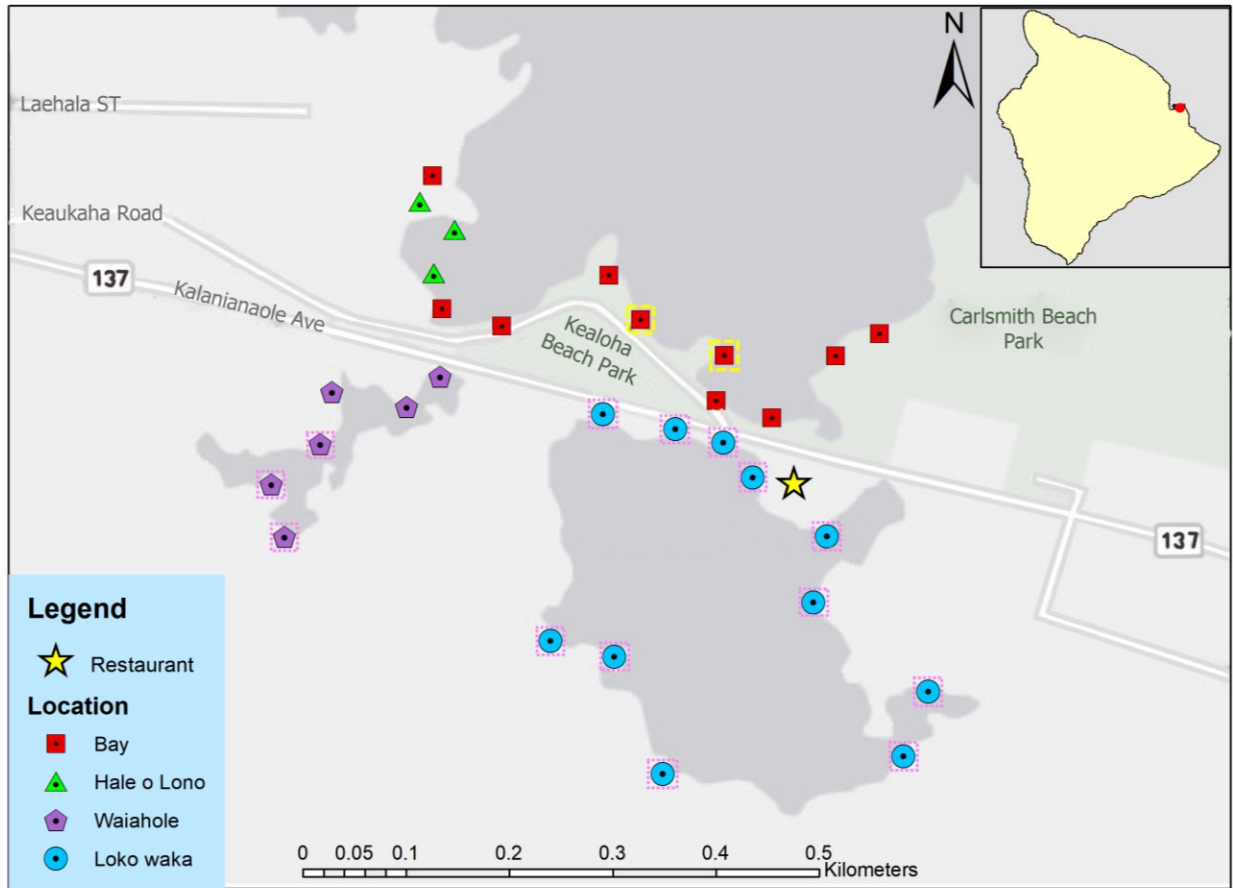 N
Laehala ST
Keaukaha Road
137
Kalanianaole Ave
Kealoha
Beach Park
Carlsmith Beach
Park
137
Legend
Restaurant
Location
Bay
Hale o Lono
Waiahole
Loko waka
0 0.05 0.1 0.2 0.3 0.4 0.5
Kilometers